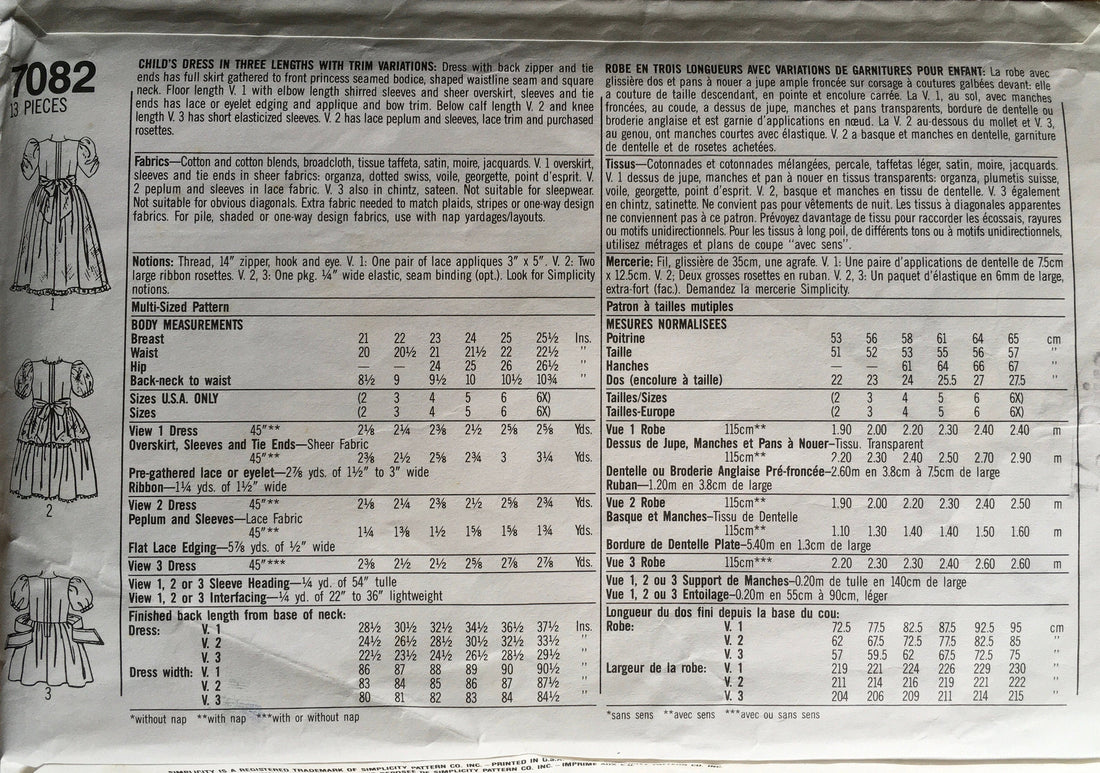 7082
13 PIECES
1
2
3
CHILD'S DRESS IN THREE LENGTHS WITH TRIM VARIATIONS: Dress with back zipper and tie
ends has full skirt gathered to front princess seamed bodice, shaped waistline seam and square
neck. Floor length V. 1 with elbow length shirred sleeves and sheer overskirt, sleeves and tie
ends has lace or eyelet edging and applique and bow trim. Below calf length V. 2 and knee
length V. 3 has short elasticized sleeves. V. 2 has lace peplum and sleeves, lace trim and purchased
rosettes.
Fabrics—Cotton and cotton blends, broadcloth, tissue taffeta, satin, moire, jacquards. V. 1 overskirt,
sleeves and tie ends in sheer fabrics: organza, dotted swiss, voile, georgette, point d'esprit. V.
2 peplum and sleeves in lace fabric. V. 3 also in chintz, sateen. Not suitable for sleepwear.
Not suitable for obvious diagonals. Extra fabric needed to match plaids, stripes or one-way design
fabrics. For pile, shaded or one-way design fabrics, use with nap yardages/layouts.
Notions: Thread, 14″ zipper, hook and eye. V. 1: One pair of lace appliques 3″ x 5″. V. 2: Two
large ribbon rosettes. V. 2, 3: One pkg. ¼″ wide elastic, seam binding (opt.). Look for Simplicity
notions.
Multi-Sized Pattern
BODY MEASUREMENTS
Breast 21 22 23 24 25 25½ Ins.
Waist 20 20½ 21 21½ 22 22½ ″
Hip — — 24 25 26 26½ ″
Back-neck to waist 8½ 9 9½ 10 10½ 10¾ ″
Sizes U.S.A. ONLY (2 3 4 5 6 6X)
Sizes (2 3 4 5 6 6X)
View 1 Dress 45″** 2⅛ 2¼ 2⅜ 2½ 2⅝ 2⅝ Yds.
Overskirt, Sleeves and Tie Ends—Sheer Fabric
45″** 2⅜ 2½ 2⅝ 2¾ 3 3¼ Yds.
Pre-gathered lace or eyelet—2⅞ yds. of 1½″ to 3″ wide
Ribbon—1¼ yds. of 1½″ wide
View 2 Dress 45″** 2⅛ 2¼ 2⅜ 2½ 2⅝ 2¾ Yds.
Peplum and Sleeves—Lace Fabric
45″** 1¼ 1⅜ 1½ 1⅝ 1⅝ 1¾ Yds.
Flat Lace Edging—5⅞ yds. of ½″ wide
View 3 Dress 45″*** 2⅜ 2½ 2½ 2⅝ 2⅞ 2⅞ Yds.
View 1, 2 or 3 Sleeve Heading—¼ yd. of 54″ tulle
View 1, 2 or 3 Interfacing—¼ yd. of 22″ to 36″ lightweight
Finished back length from base of neck:
Dress: V. 1 28½ 30½ 32½ 34½ 36½ 37½ Ins.
V. 2 24½ 26½ 28½ 30½ 32½ 33½ ″
V. 3 22½ 23½ 24½ 26½ 28½ 29½ ″
Dress width: V. 1 86 87 88 89 90 90½ ″
V. 2 83 84 85 86 87 87½ ″
V. 3 80 81 82 83 84 84½ ″
*without nap **with nap ***with or without nap
ROBE EN TROIS LONGUEURS AVEC VARIATIONS DE GARNITURES POUR ENFANT: La robe avec
glissière dos et pans à nouer a jupe ample froncée sur corsage à coutures galbées devant: elle
a couture de taille descendant, en pointe et encolure carrée. La V. 1, au sol, avec manches
froncées, au coude, a dessus de jupe, manches et pans transparents, bordure de dentelle ou
broderie anglaise et est garnie d'applications en nœud. La V. 2 au-dessous du mollet et V. 3,
au genou, ont manches courtes avec élastique. V. 2 a basque et manches en dentelle, garniture
de dentelle et de rosetes achetées.
Tissus—Cotonnades et cotonnades mélangées, percale, taffetas léger, satin, moire, jacquards.
V. 1 dessus de jupe, manches et pan à nouer en tissus transparents: organza, plumetis suisse,
voile, georgette, point d'esprit. V. 2, basque et manches en tissu de dentelle. V. 3 également
en chintz, satinette. Ne convient pas pour vêtements de nuit. Les tissus à diagonales apparentes
ne conviennent pas à ce patron. Prévoyez davantage de tissu pour raccorder les écossais, rayures
ou motifs unidirectionnels. Pour les tissus à long poil, de différents tons ou à motifs unidirectionnels,
utilisez métrages et plans de coupe "avec sens".
Mercerie: Fil, glissière de 35cm, une agrafe. V. 1: Une paire d'applications de dentelle de 7.5cm
x 12.5cm. V. 2; Deux grosses rosettes en ruban. V. 2, 3: Un paquet d'élastique en 6mm de large,
extra-fort (fac.). Demandez la mercerie Simplicity.
Patron à tailles mutiples
MESURES NORMALISEES
Poitrine 53 56 58 61 64 65 cm
Taille 51 52 53 55 56 57 ″
Hanches — — 61 64 66 67 ″
Dos (encolure à taille) 22 23 24 25.5 27 27.5 ″
Tailles/Sizes (2 3 4 5 6 6X)
Tailles-Europe (2 3 4 5 6 6X)
Vue 1 Robe 115cm** 1.90 2.00 2.20 2.30 2.40 2.40 m
Dessus de Jupe, Manches et Pans à Nouer—Tissu. Transparent
115cm** 2.20 2.30 2.40 2.50 2.70 2.90 m
Dentelle ou Broderie Anglaise Pré-froncée—2.60m en 3.8cm à 7.5cm de large
Ruban—1.20m en 3.8cm de large
Vue 2 Robe 115cm** 1.90 2.00 2.20 2.30 2.40 2.50 m
Basque et Manches—Tissu de Dentelle
115cm** 1.10 1.30 1.40 1.40 1.50 1.60 m
Bordure de Dentelle Plate—5.40m en 1.3cm de large
Vue 3 Robe 115cm*** 2.20 2.30 2.30 2.40 2.60 2.60 m
Vue 1, 2 ou 3 Support de Manches—0.20m de tulle en 140cm de large
Vue 1, 2 ou 3 Entoilage—0.20m en 55cm à 90cm, léger
Longueur du dos fini depuis la base du cou:
Robe: V. 1 72.5 77.5 82.5 87.5 92.5 95 cm
V. 2 62 67.5 72.5 77.5 82.5 85 ″
V. 3 57 59.5 62 67.5 72.5 75 ″
Largeur de la robe: V. 1 219 221 224 226 229 230 ″
V. 2 211 214 216 219 221 222 ″
V. 3 204 206 209 211 214 215 ″
*sans sens **avec sens ***avec ou sans sens
SIMPLICITY IS A REGISTERED TRADEMARK OF SIMPLICITY PATTERN CO. INC. – PRINTED IN U.S.A.
DE SIMPLICITY PATTERN CO. INC. – IMPRIME